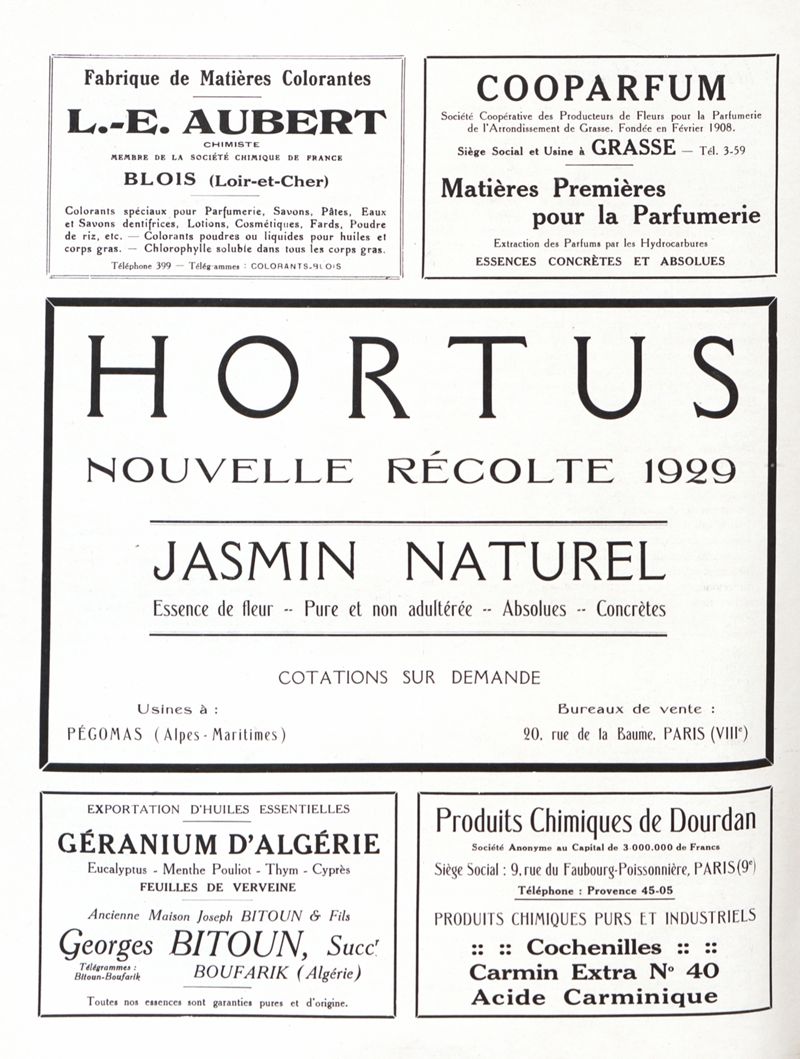 Fabrique de Matières Colorantes
L.-E. AUBERT
CHIMISTE
MEMBRE DE LA SOCIÉTÉ CHIMIQUE DE FRANCE
BLOIS (Loir-et-Cher)
Colorants spéciaux pour Parfumerie, Savons, Pâtes, Eaux
et Savons dentifrices, Lotions, Cosmétiques, Fards, Poudre
de riz, etc. — Colorants poudres ou liquides pour huiles et
corps gras. — Chlorophylle soluble dans tous les corps gras.
Téléphone 399 — Télégrammes : COLORANTS-BLOIS
COOPARFUM
Société Coopérative des Producteurs de Fleurs pour la Parfumerie
de l'Arrondissement de Grasse. Fondée en Février 1908.
Siège Social et Usine à GRASSE — Tél. 3-59
Matières Premières
pour la Parfumerie
Extraction des Parfums par les Hydrocarbures
ESSENCES CONCRÈTES ET ABSOLUES
HORTUS
NOUVELLE RÉCOLTE 1929
JASMIN NATUREL
Essence de fleur -- Pure et non adultérée -- Absolues -- Concrètes
COTATIONS SUR DEMANDE
Usines à :
PÉGOMAS (Alpes-Maritimes)
Bureaux de vente :
20, rue de la Baume, PARIS (VIIIe)
EXPORTATION D'HUILES ESSENTIELLES
GÉRANIUM D'ALGÉRIE
Eucalyptus - Menthe Pouliot - Thym - Cyprès
FEUILLES DE VERVEINE
Ancienne Maison Joseph BITOUN & Fils
Georges BITOUN, Succr
Télégrammes :
Bitoun-Boufarik
BOUFARIK (Algérie)
Toutes nos essences sont garanties pures et d'origine.
Produits Chimiques de Dourdan
Société Anonyme au Capital de 3.000.000 de Francs
Siège Social : 9, rue du Faubourg-Poissonnière, PARIS (9e)
Téléphone : Provence 45-05
PRODUITS CHIMIQUES PURS ET INDUSTRIELS
:: :: Cochenilles :: ::
Carmin Extra No 40
Acide Carminique